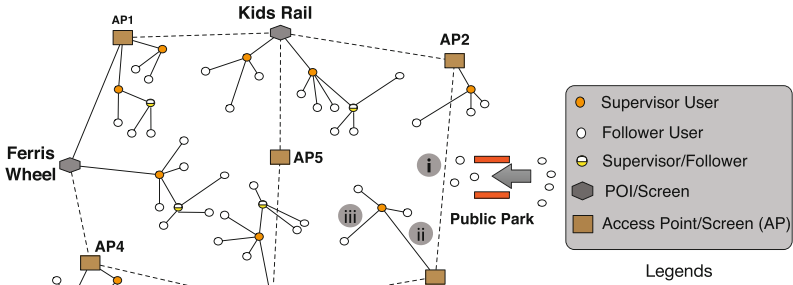 Kids Rail
AP1
AP2
Ferris
Wheel
AP5
i
Public Park
iii
ii
AP4
Supervisor User
Follower User
Supervisor/Follower
POI/Screen
Access Point/Screen (AP)
Legends